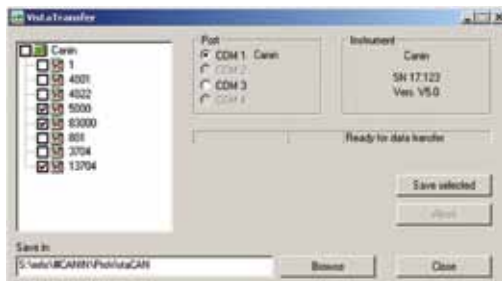 VistaTransfer
Canin
1
4001
4022
5000
83000
801
3704
13704
Port
COM 1 Canin
COM 2
COM 3
COM 4
Instrument
Canin
SN 17.123
Vers. V5.0
Ready for data transfer
Save selected
Abort
Save in
Browse
Close